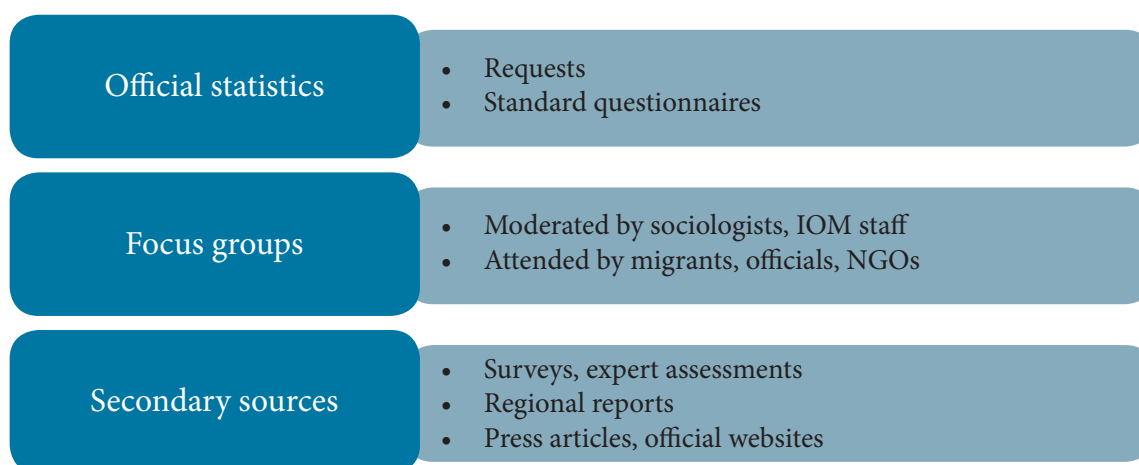 Official statistics
• Requests
• Standard questionnaires
Focus groups
• Moderated by sociologists, IOM staff
• Attended by migrants, officials, NGOs
Secondary sources
• Surveys, expert assessments
• Regional reports
• Press articles, official websites